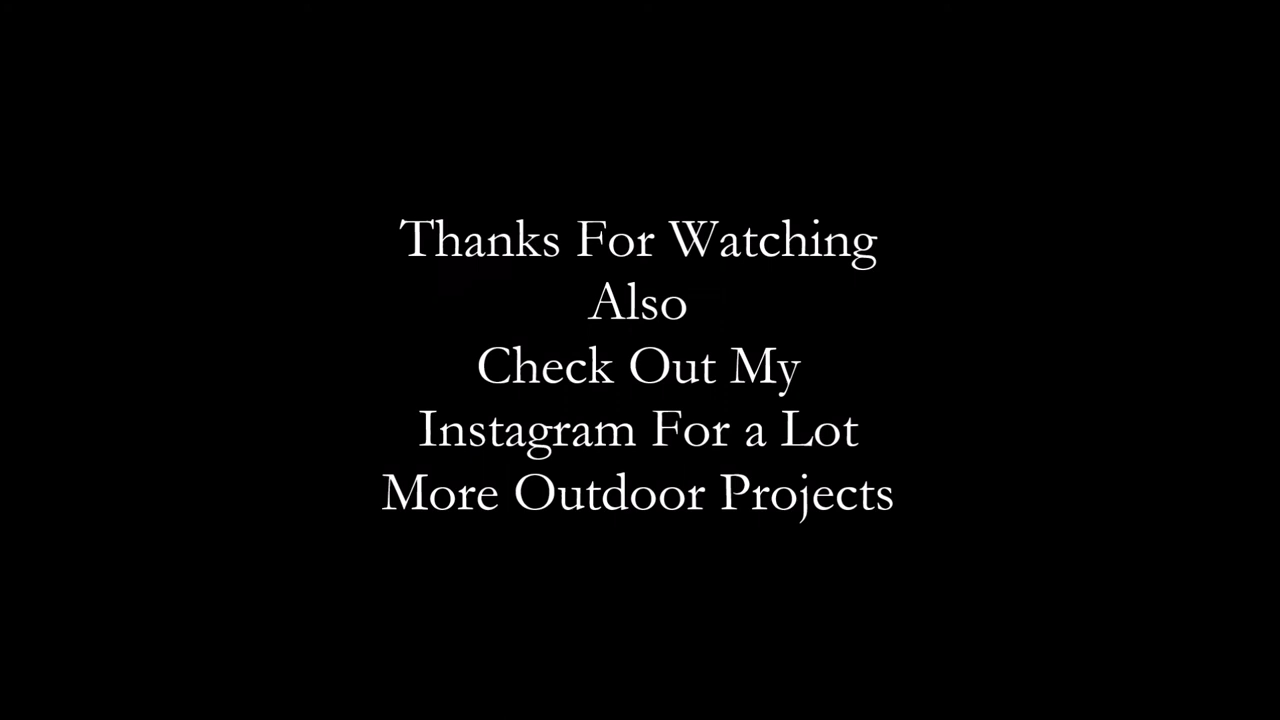 Thanks For Watching
Also
Check Out My
Instagram For a Lot
More Outdoor Projects